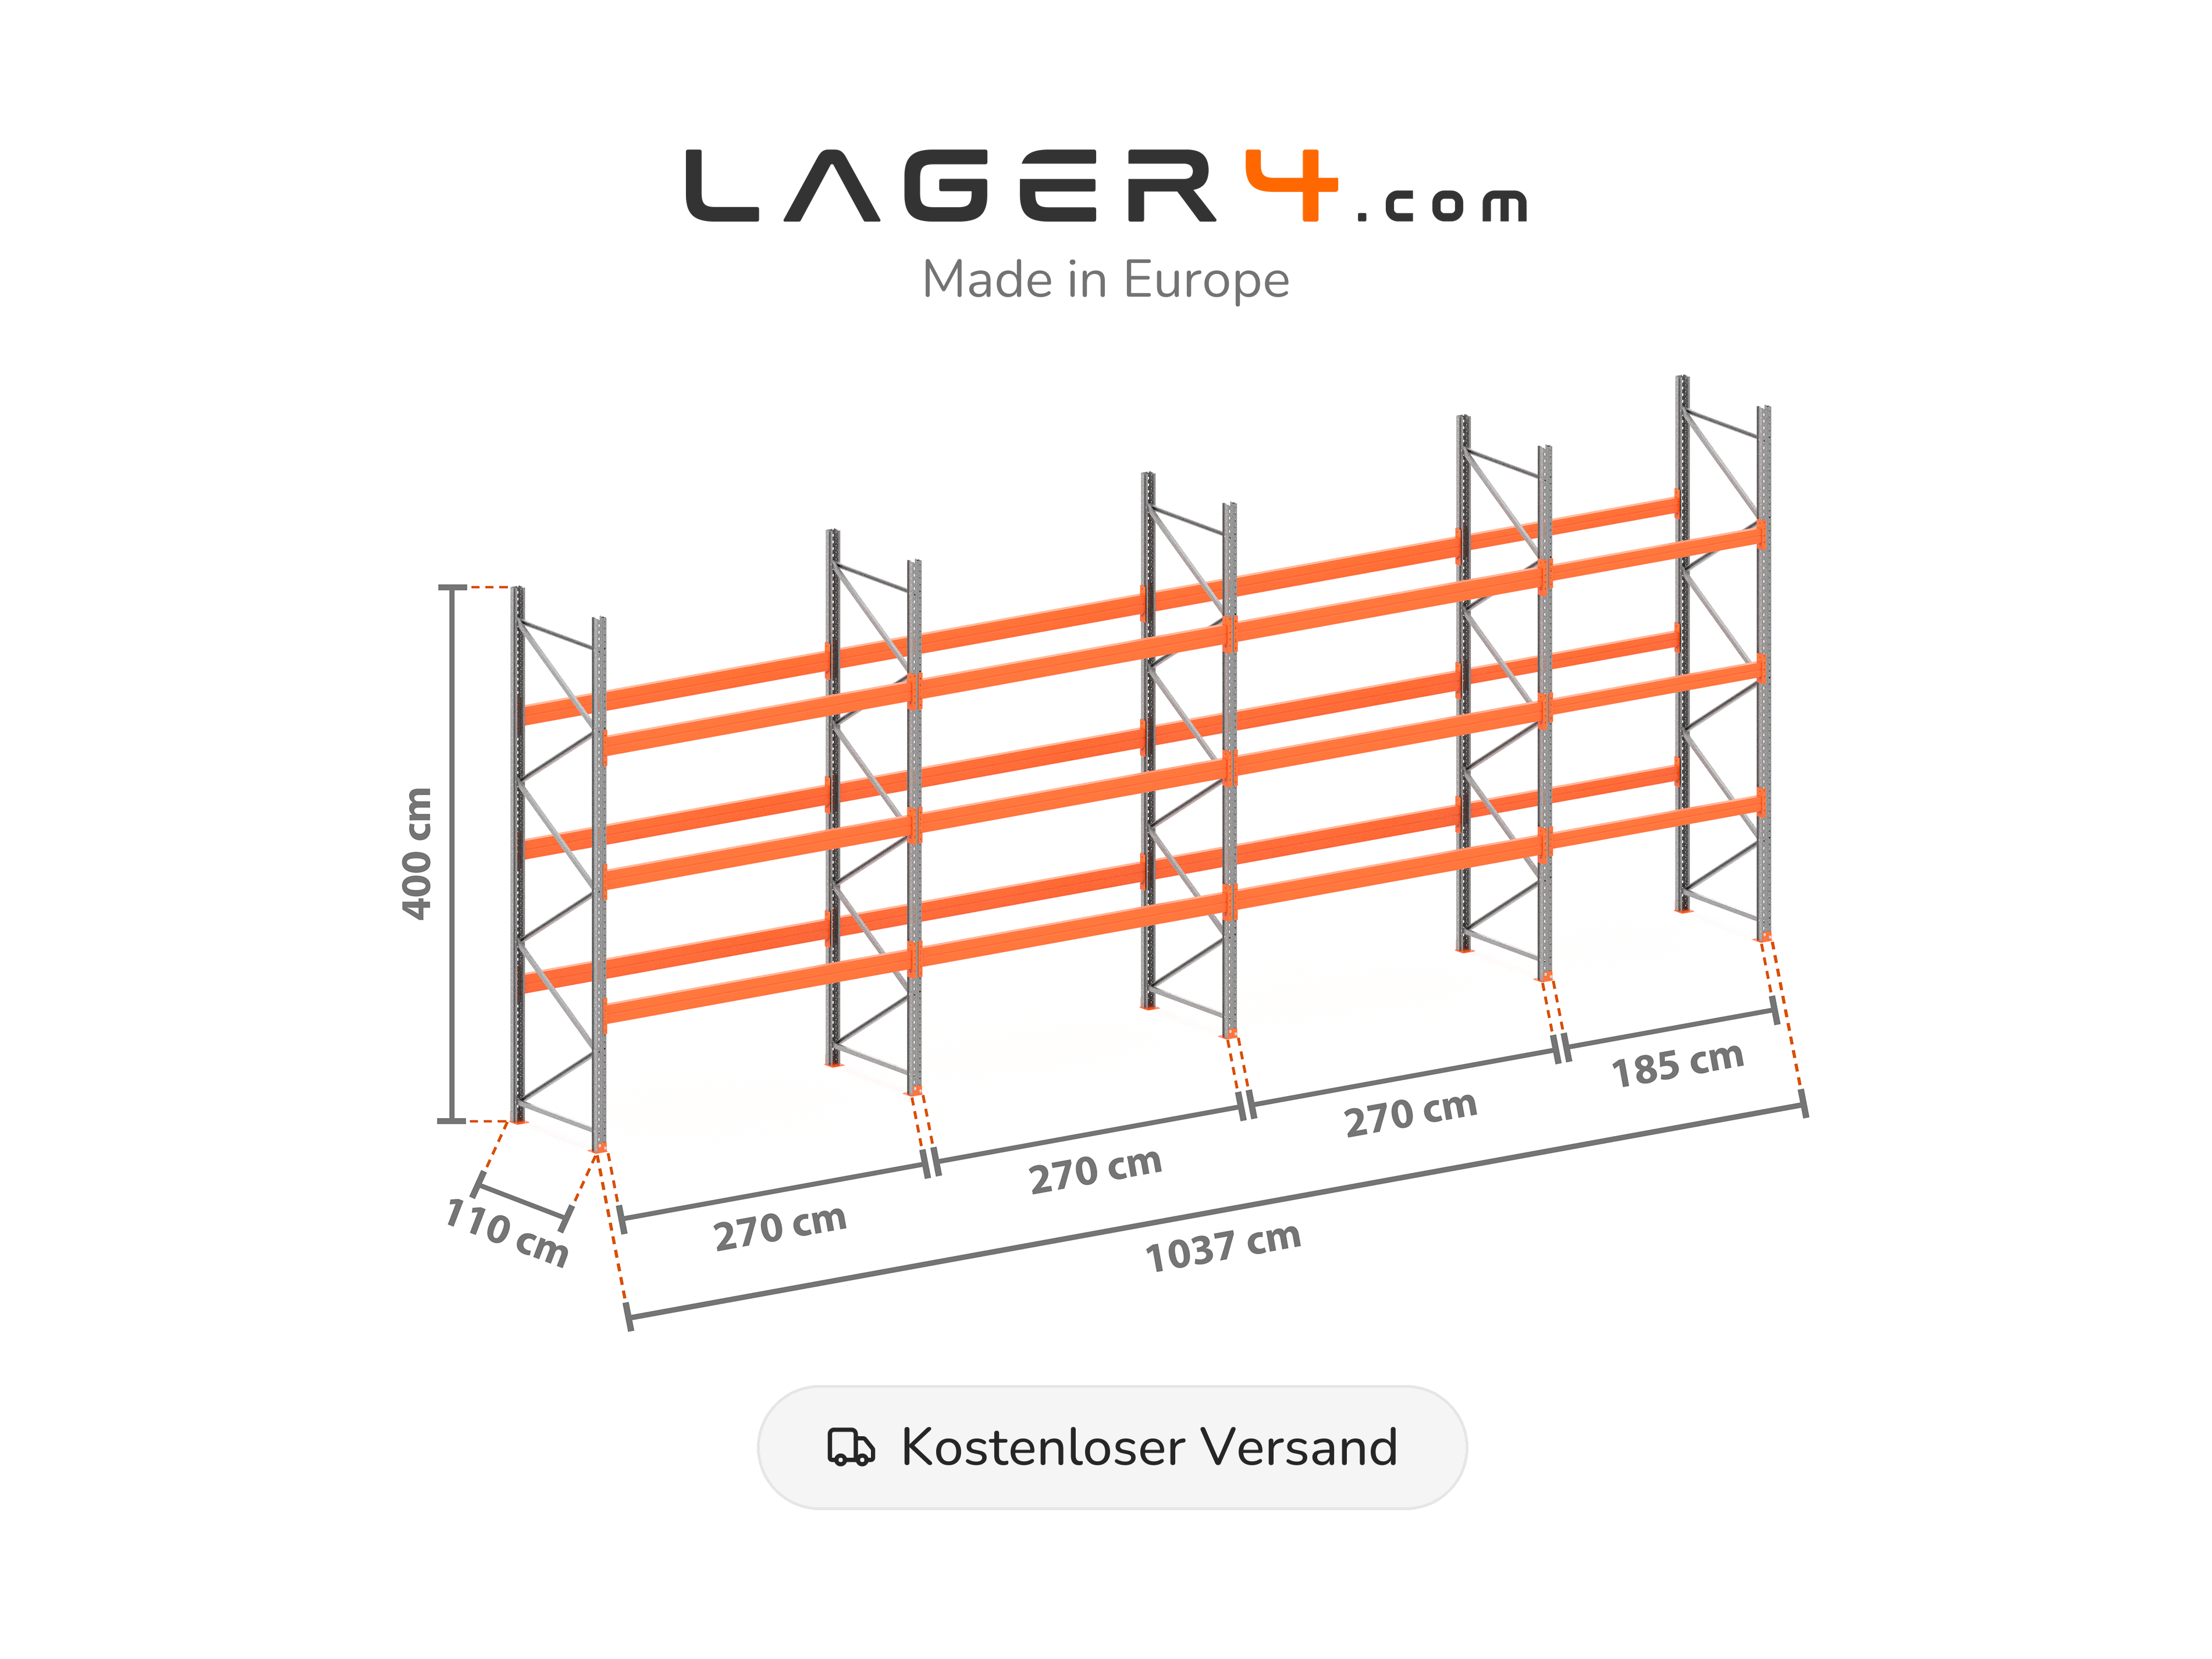 LAGER4.com
Made in Europe
400 cm
110 cm
270 cm
270 cm
270 cm
185 cm
1037 cm
Kostenloser Versand